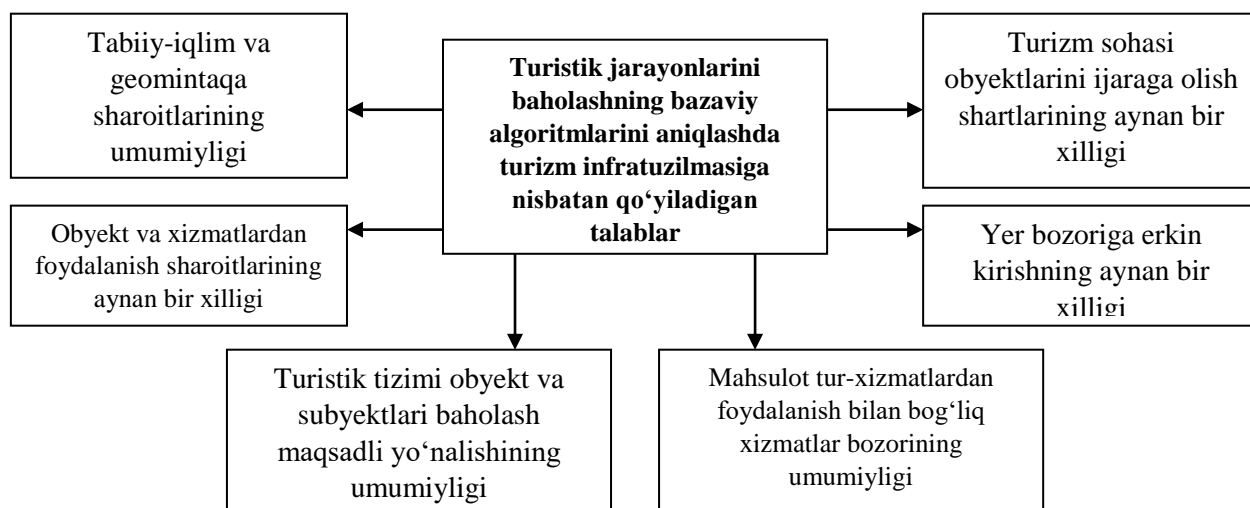 Tabiiy-iqlim va
geomintaqa
sharoitlarining
umumiyligi
Turistik jarayonlarini
baholashning bazaviy
algoritmlarini aniqlashda
turizm infratuzilmasiga
nisbatan qo‘yiladigan
talablar
Turizm sohasi
obyektlarini ijaraga olish
shartlarining aynan bir
xilligi
Obyekt va xizmatlardan
foydalanish sharoitlarining
aynan bir xilligi
Yer bozoriga erkin
kirishning aynan bir
xilligi
Turistik tizimi obyekt va
subyektlari baholash
maqsadli yo‘nalishining
umumiyligi
Mahsulot tur-xizmatlardan
foydalanish bilan bog‘liq
xizmatlar bozorining
umumiyligi